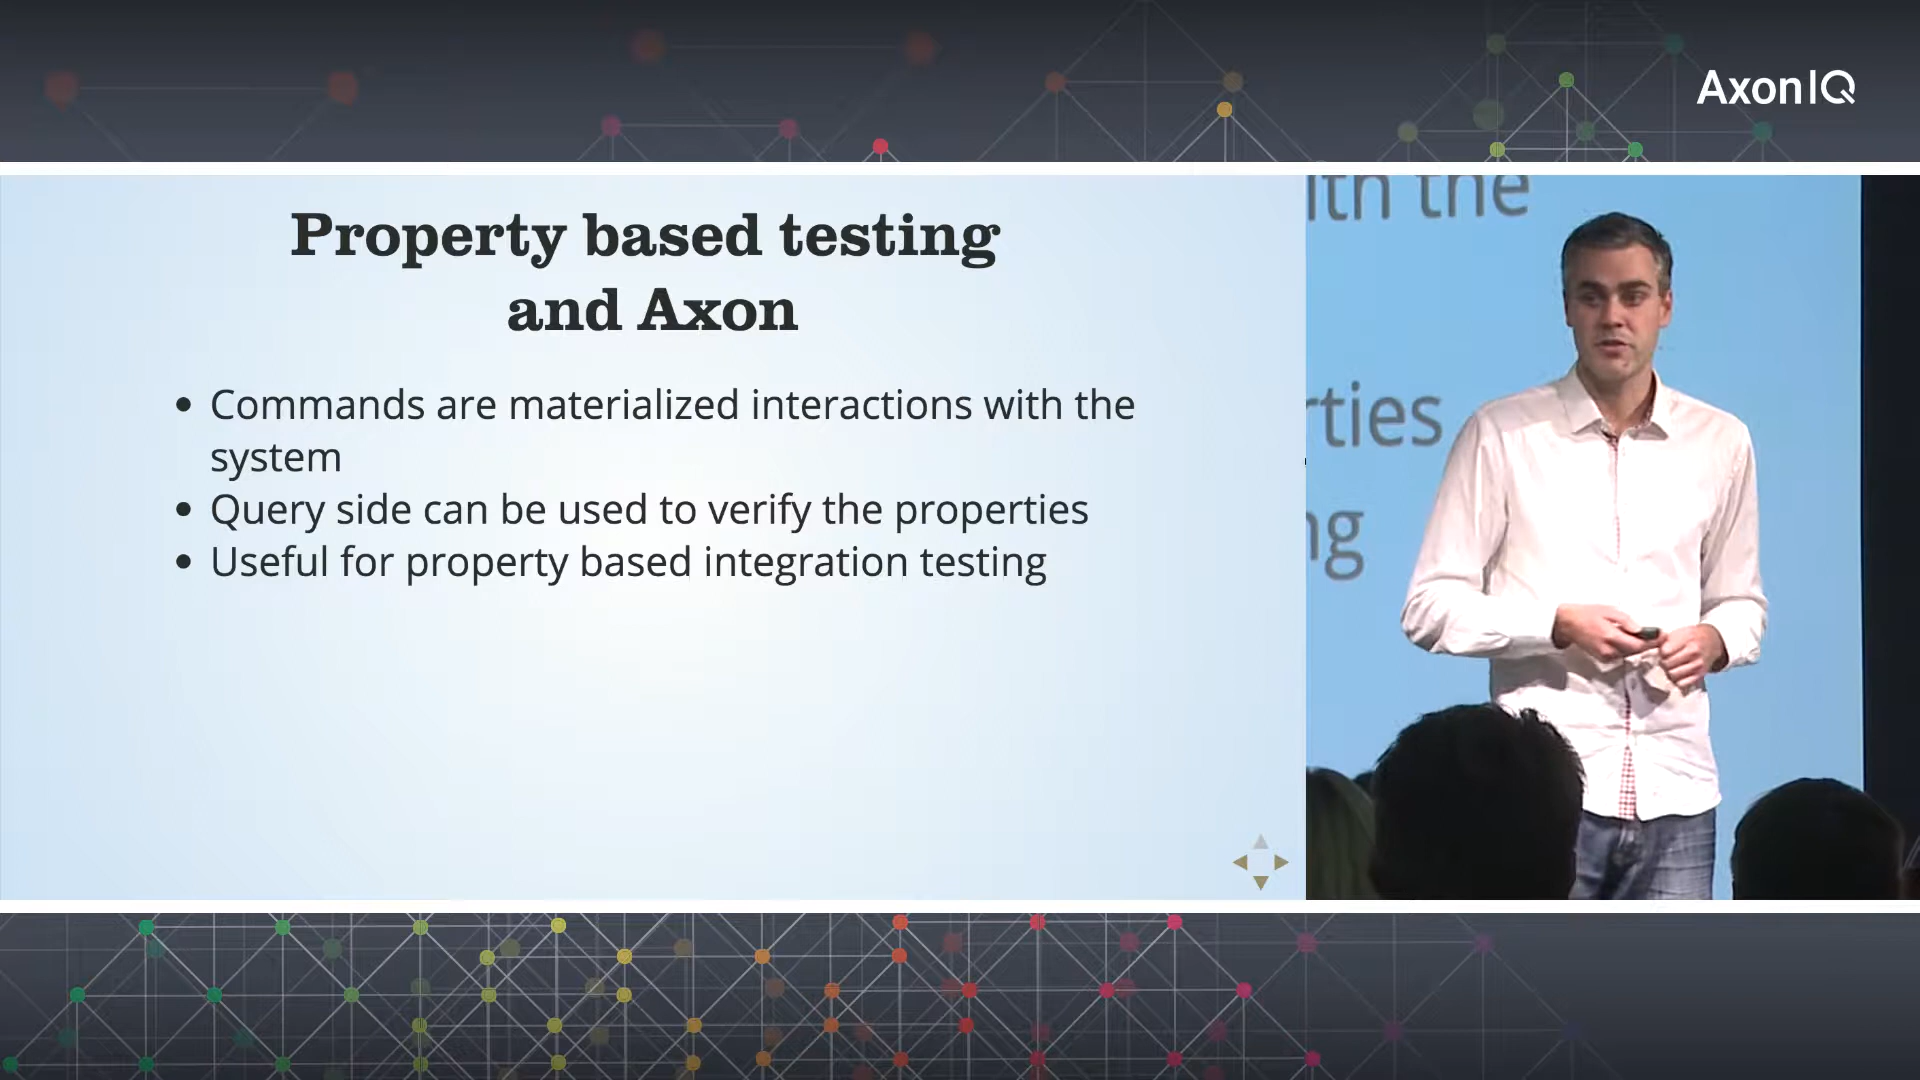 AxonIQ
Property based testing
and Axon
Commands are materialized interactions with the
system
Query side can be used to verify the properties
Useful for property based integration testing
ith the
rties
ng